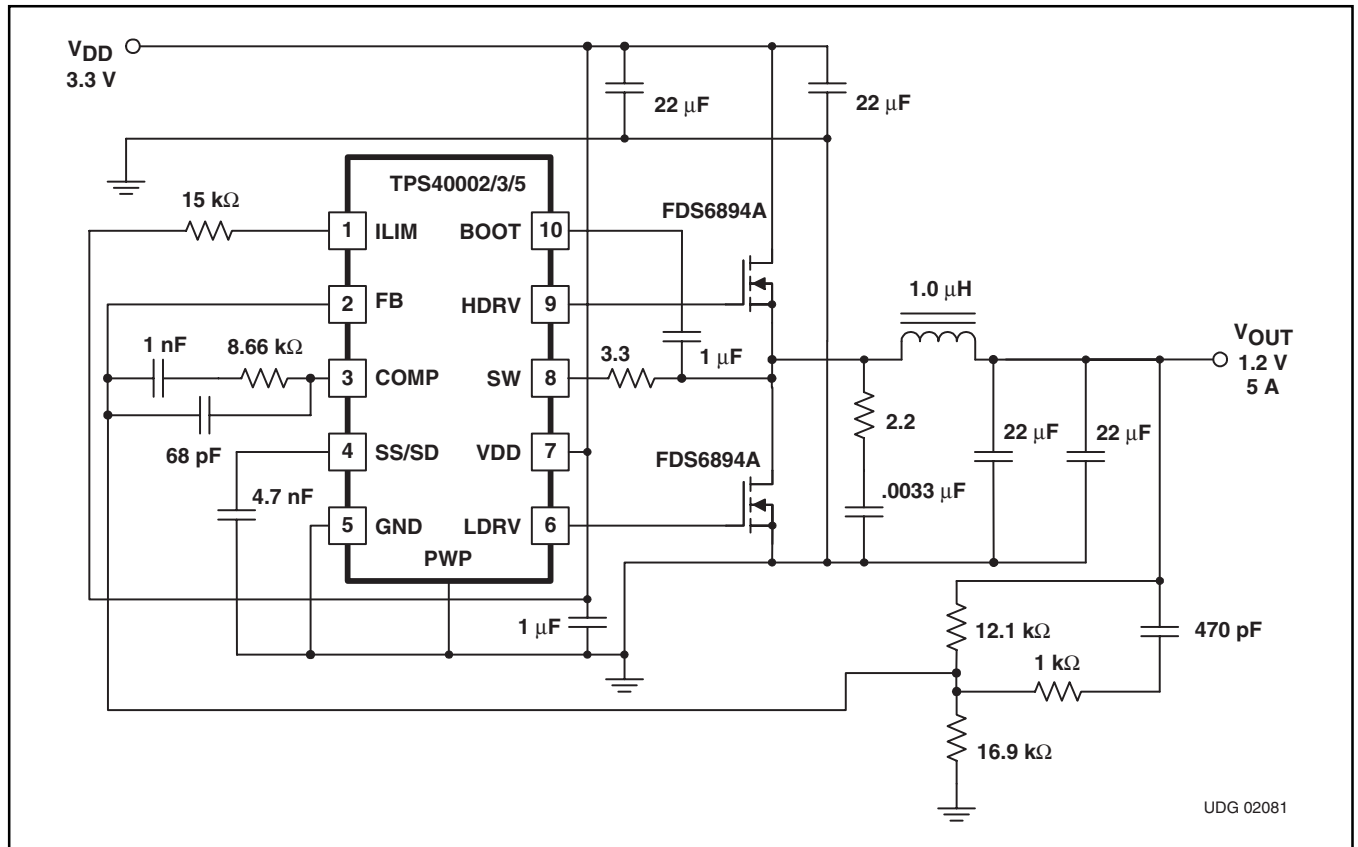 VDD
3.3 V
22 μF
22 μF
TPS40002/3/5
15 kΩ
FDS6894A
1
ILIM
BOOT
10
2
FB
HDRV
9
1.0 μH
1 nF
8.66 kΩ
3
COMP
SW
8
3.3
1 μF
VOUT
1.2 V
5 A
68 pF
2.2
22 μF
22 μF
4
SS/SD
VDD
7
4.7 nF
FDS6894A
.0033 μF
5
GND
LDRV
6
PWP
1 μF
12.1 kΩ
470 pF
1 kΩ
16.9 kΩ
UDG 02081